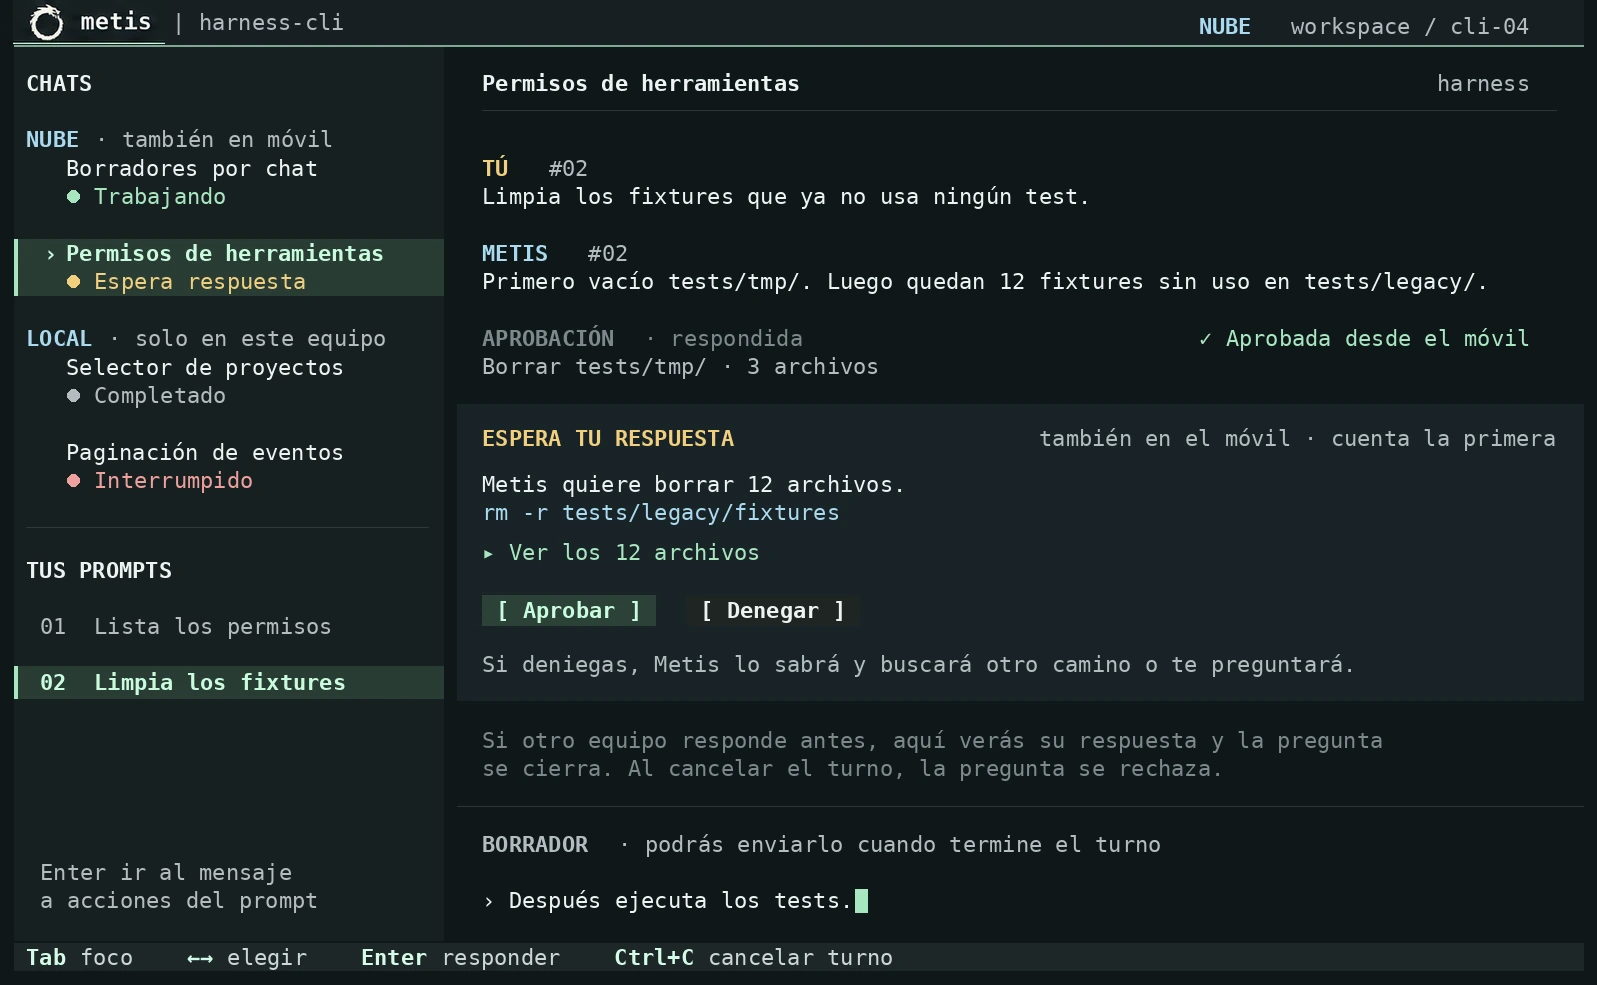 metis | harness-cli
NUBE workspace / cli-04
CHATS
NUBE · también en móvil
Borradores por chat
● Trabajando
› Permisos de herramientas
● Espera respuesta
LOCAL · solo en este equipo
Selector de proyectos
● Completado
Paginación de eventos
● Interrumpido
TUS PROMPTS
01 Lista los permisos
02 Limpia los fixtures
Enter ir al mensaje
a acciones del prompt
Permisos de herramientas harness
TÚ #02
Limpia los fixtures que ya no usa ningún test.
METIS #02
Primero vacío tests/tmp/. Luego quedan 12 fixtures sin uso en tests/legacy/.
APROBACIÓN · respondida ✓ Aprobada desde el móvil
Borrar tests/tmp/ · 3 archivos
ESPERA TU RESPUESTA también en el móvil · cuenta la primera
Metis quiere borrar 12 archivos.
rm -r tests/legacy/fixtures
▸ Ver los 12 archivos
[ Aprobar ] [ Denegar ]
Si deniegas, Metis lo sabrá y buscará otro camino o te preguntará.
Si otro equipo responde antes, aquí verás su respuesta y la pregunta
se cierra. Al cancelar el turno, la pregunta se rechaza.
BORRADOR · podrás enviarlo cuando termine el turno
› Después ejecuta los tests.
Tab foco ←→ elegir Enter responder Ctrl+C cancelar turno